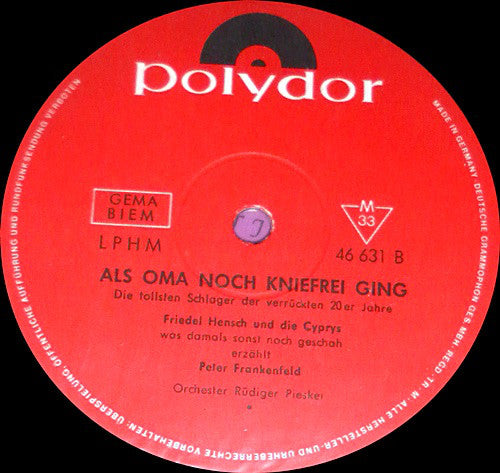 polydor
GEMA
BIEM
LPHM
M
33
46 631 B
ALS OMA NOCH KNIEFREI GING
Die tollsten Schlager der verrückten 20er Jahre
Friedel Hensch und die Cyprys
was damals sonst noch geschah
erzählt
Peter Frankenfeld
Orchester Rüdiger Piesker
MADE IN GERMANY · DEUTSCHE GRAMMOPHON GES. MBH. REGD. TR. M. · ALLE HERSTELLER- UND URHEBERRECHTE VORBEHALTEN · ÜBERSPIELUNG, ÖFFENTLICHE AUFFÜHRUNG UND RUNDFUNKSENDUNG VERBOTEN